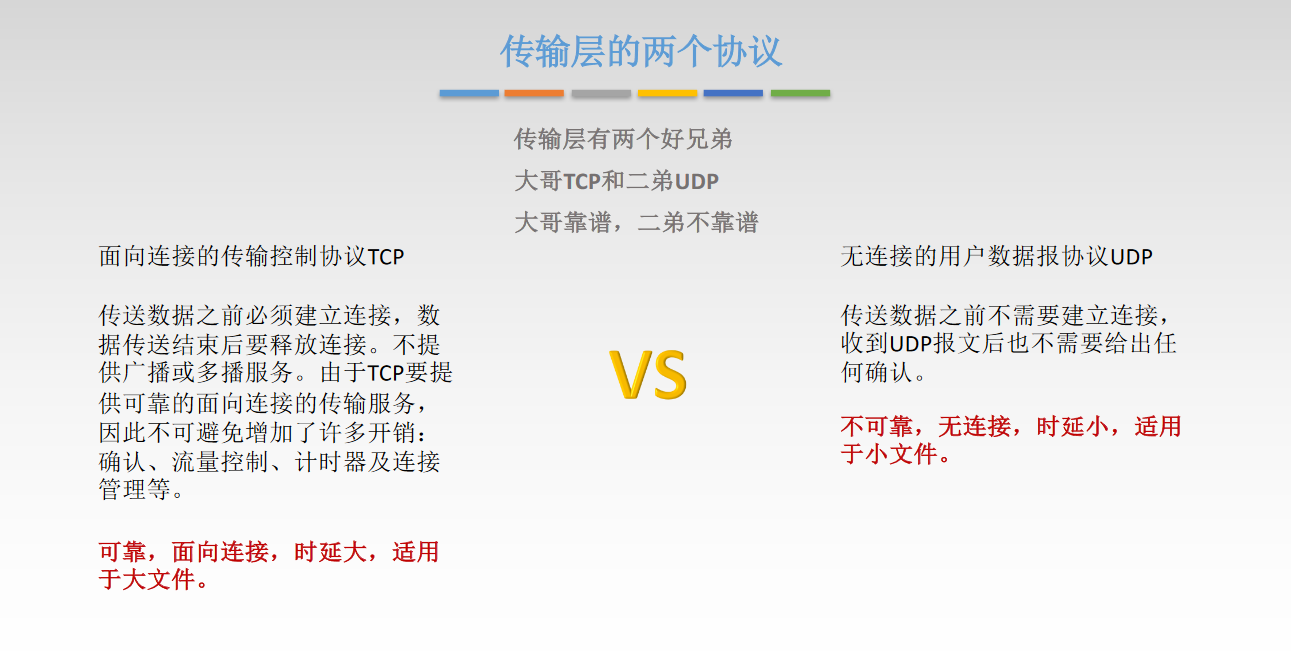 传输层的两个协议
传输层有两个好兄弟
大哥TCP和二弟UDP
大哥靠谱，二弟不靠谱
面向连接的传输控制协议TCP
传送数据之前必须建立连接，数
据传送结束后要释放连接。不提
供广播或多播服务。由于TCP要提
供可靠的面向连接的传输服务，
因此不可避免增加了许多开销：
确认、流量控制、计时器及连接
管理等。
可靠，面向连接，时延大，适用
于大文件。
VS
无连接的用户数据报协议UDP
传送数据之前不需要建立连接，
收到UDP报文后也不需要给出任
何确认。
不可靠，无连接，时延小，适用
于小文件。